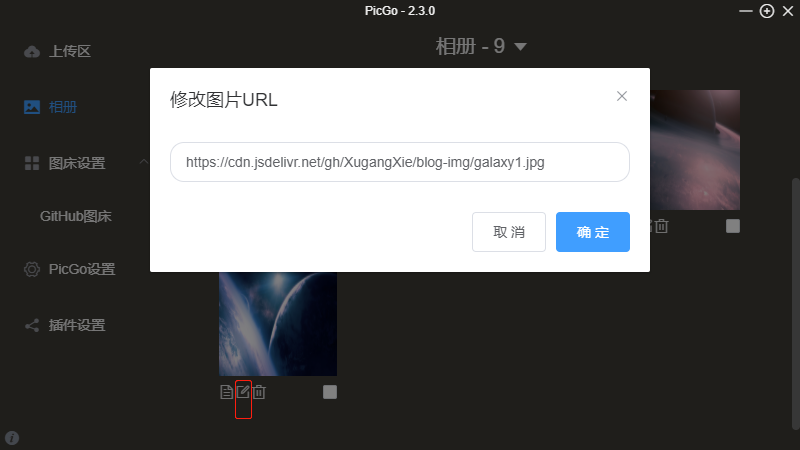 PicGo - 2.3.0
上传区
相册
图床设置
GitHub图床
PicGo设置
插件设置
相册 - 9
修改图片URL
https://cdn.jsdelivr.net/gh/XugangXie/blog-img/galaxy1.jpg
取 消
确 定